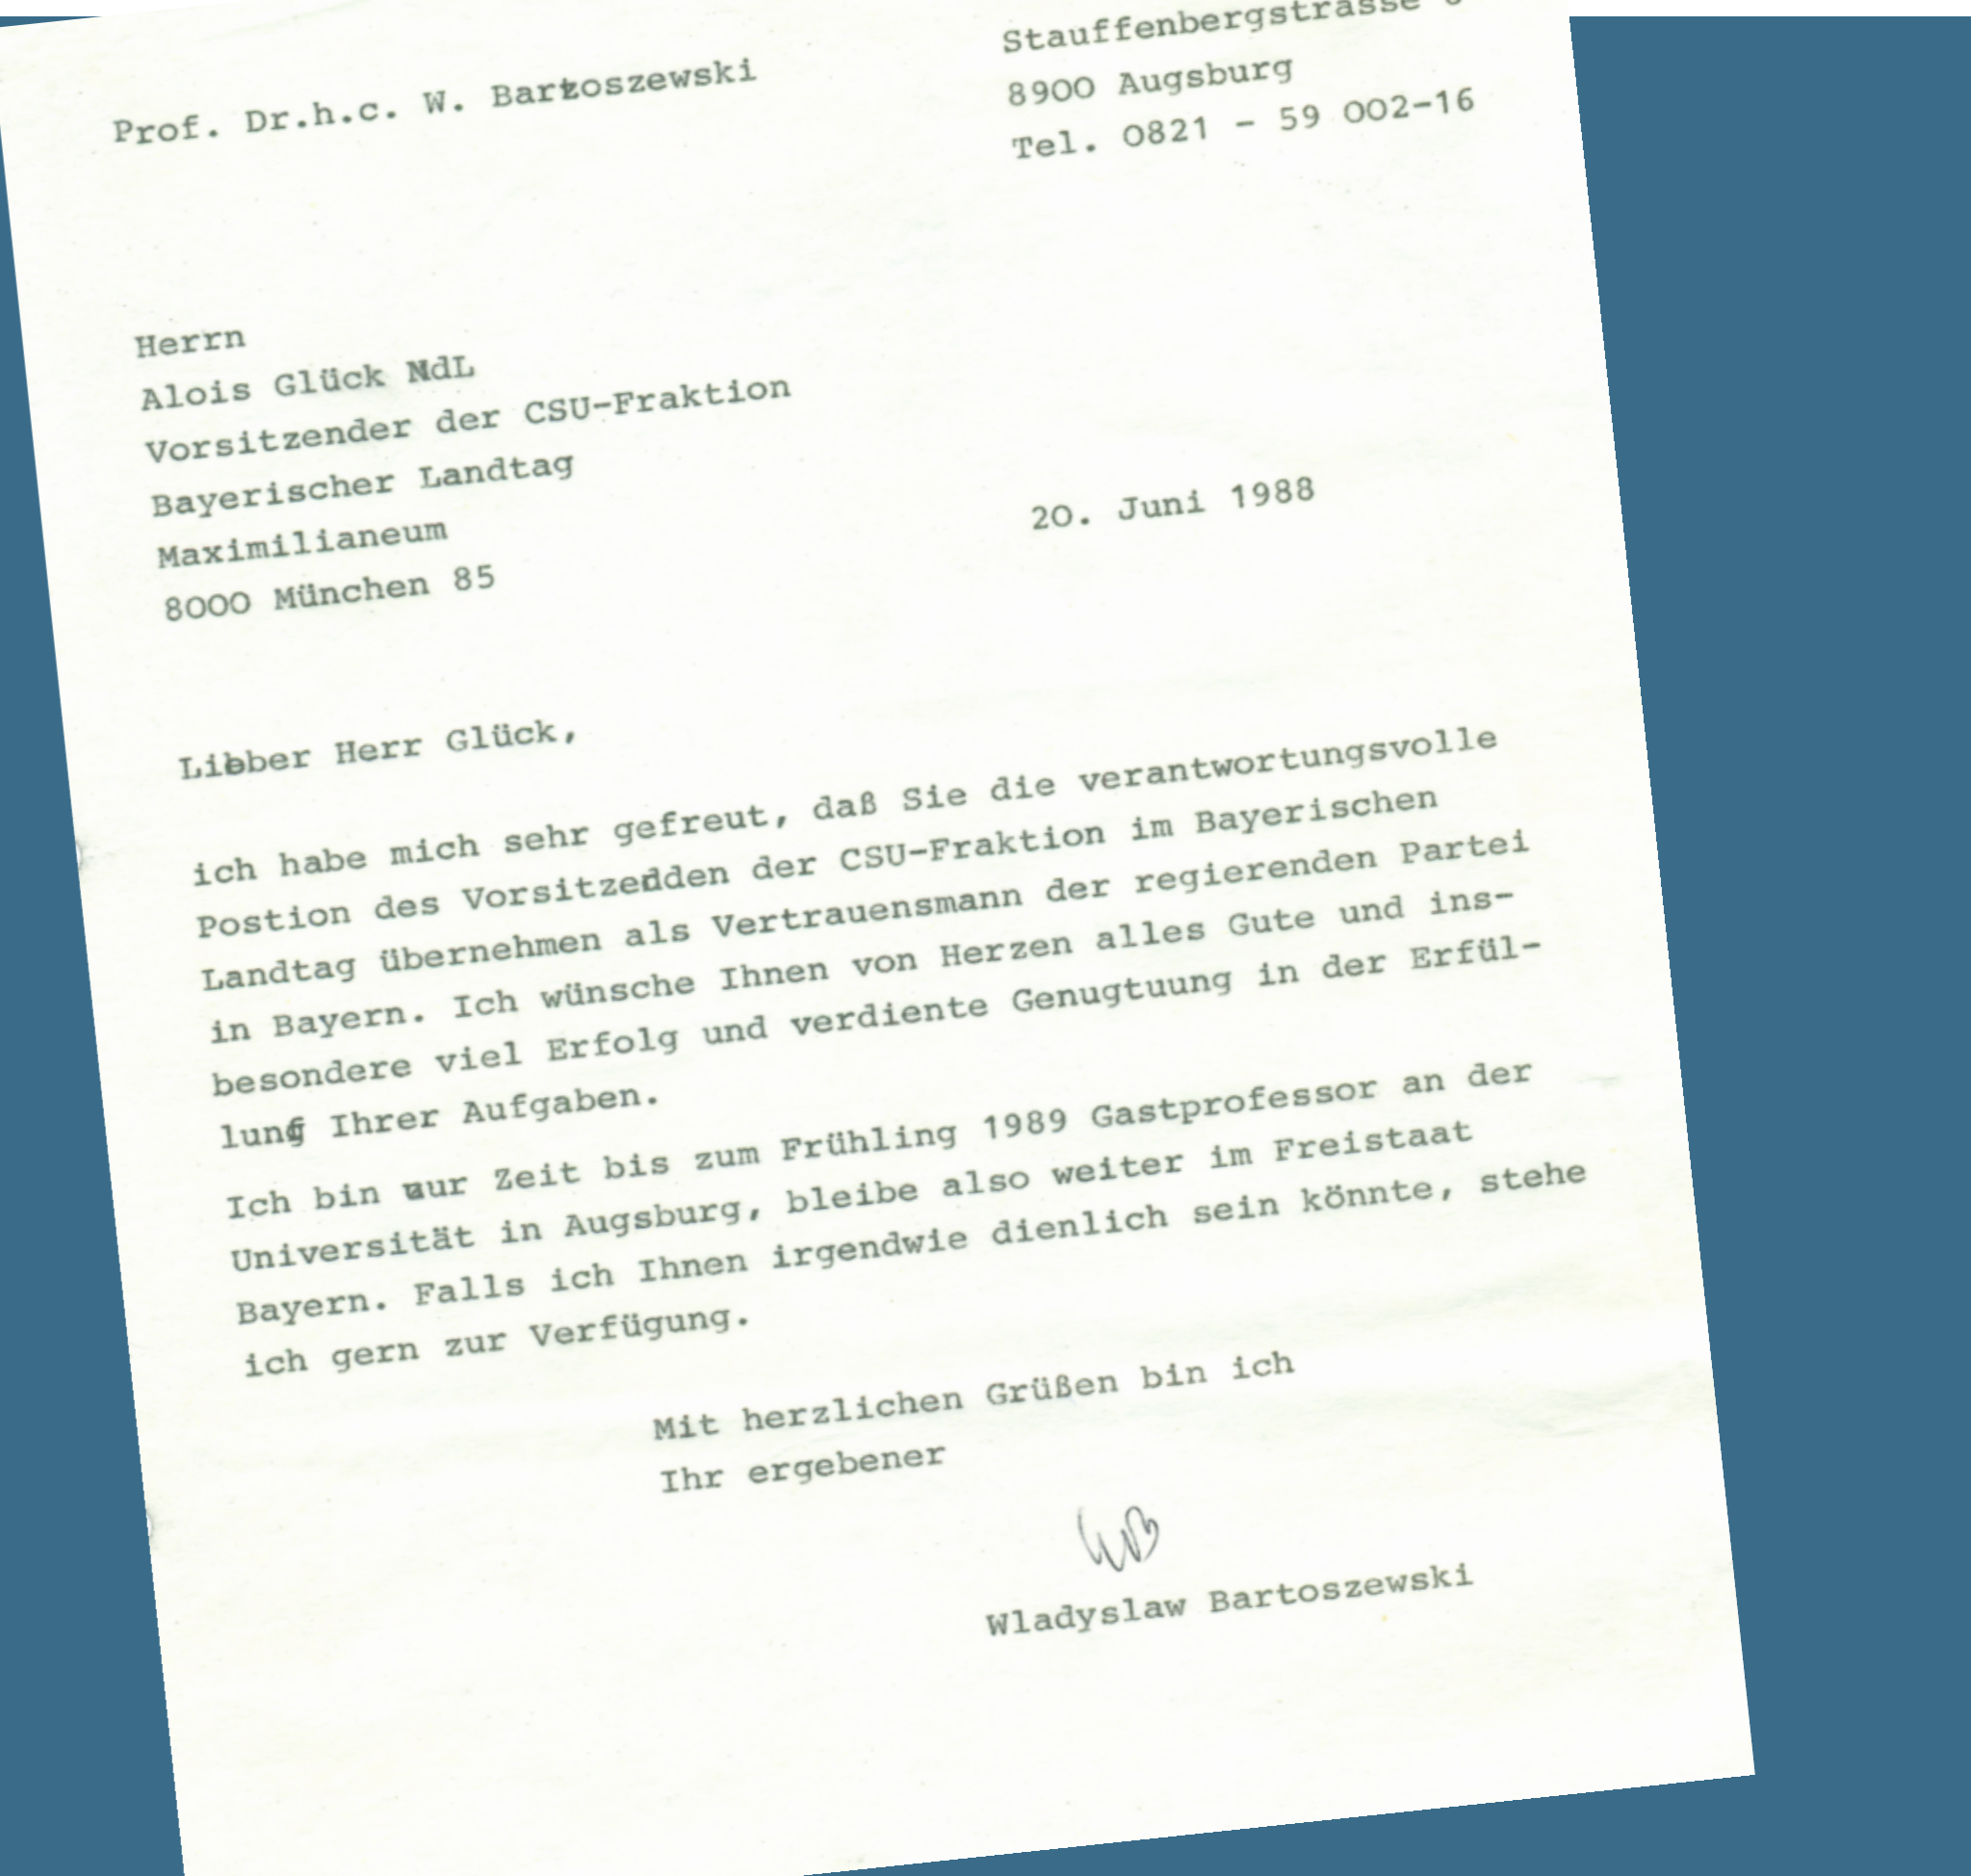 Stauffenbergstrasse
Prof. Dr.h.c. W. Bartoszewski
8900 Augsburg
Tel. 0821 - 59 002-16
Herrn
Alois Glück MdL
Vorsitzender der CSU-Fraktion
Bayerischer Landtag
Maximilianeum
8000 München 85
20. Juni 1988
Lieber Herr Glück,
ich habe mich sehr gefreut, daß Sie die verantwortungsvolle
Postion des Vorsitzenden der CSU-Fraktion im Bayerischen
Landtag übernehmen als Vertrauensmann der regierenden Partei
in Bayern. Ich wünsche Ihnen von Herzen alles Gute und ins-
besondere viel Erfolg und verdiente Genugtuung in der Erfül-
lung Ihrer Aufgaben.
Ich bin zur Zeit bis zum Frühling 1989 Gastprofessor an der
Universität in Augsburg, bleibe also weiter im Freistaat
Bayern. Falls ich Ihnen irgendwie dienlich sein könnte, stehe
ich gern zur Verfügung.
Mit herzlichen Grüßen bin ich
Ihr ergebener
WB
Wladyslaw Bartoszewski